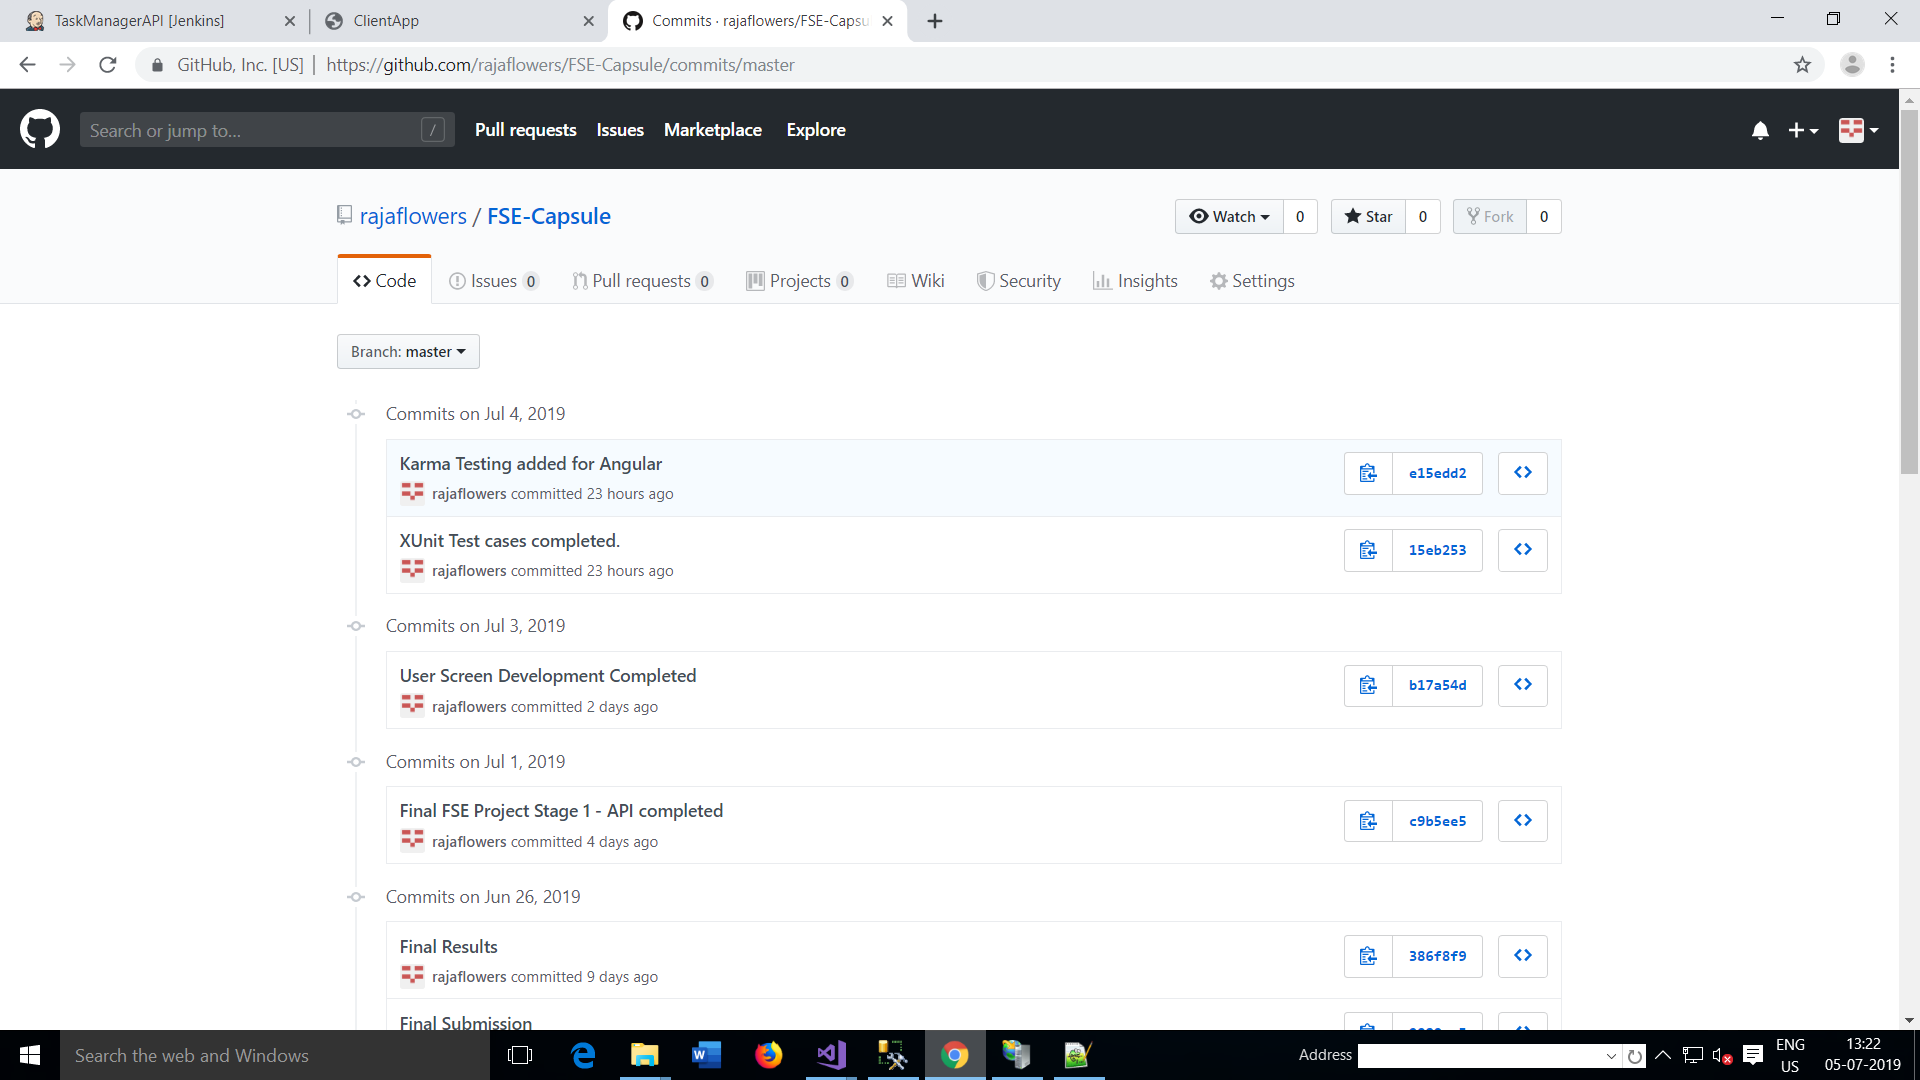 TaskManagerAPI [Jenkins]
ClientApp
Commits · rajaflowers/FSE-Capsu
GitHub, Inc. [US] | https://github.com/rajaflowers/FSE-Capsule/commits/master
Search or jump to... /
Pull requests Issues Marketplace Explore
rajaflowers / FSE-Capsule
Watch 0 Star 0 Fork 0
Code Issues 0 Pull requests 0 Projects 0 Wiki Security Insights Settings
Branch: master
Commits on Jul 4, 2019
Karma Testing added for Angular
rajaflowers committed 23 hours ago
e15edd2
XUnit Test cases completed.
rajaflowers committed 23 hours ago
15eb253
Commits on Jul 3, 2019
User Screen Development Completed
rajaflowers committed 2 days ago
b17a54d
Commits on Jul 1, 2019
Final FSE Project Stage 1 - API completed
rajaflowers committed 4 days ago
c9b5ee5
Commits on Jun 26, 2019
Final Results
rajaflowers committed 9 days ago
386f8f9
Final Submission
Search the web and Windows
Address
ENG
US
13:22
05-07-2019